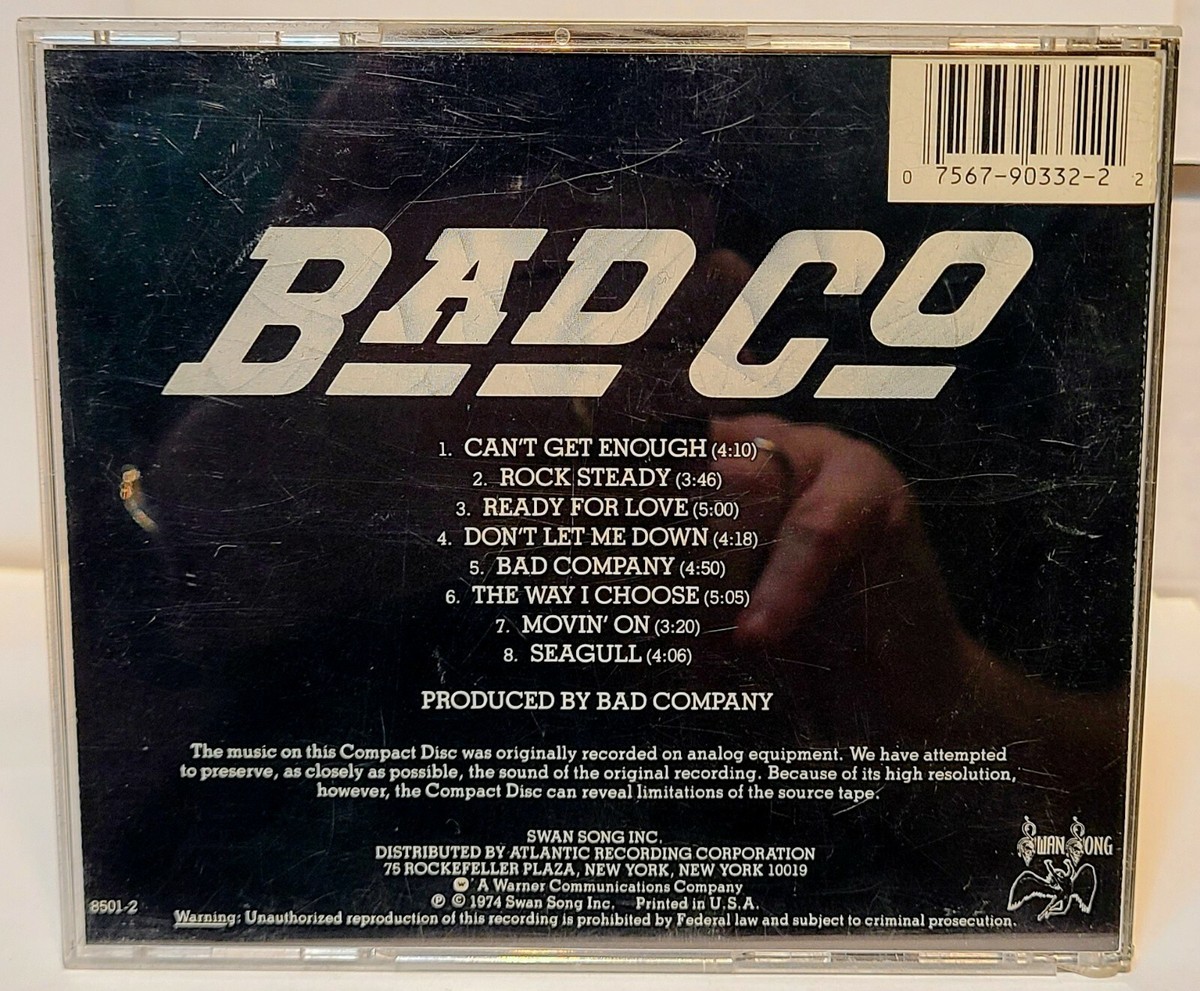 0 7567-90332-2 2
BAD CO
1. CAN'T GET ENOUGH (4:10)
2. ROCK STEADY (3:46)
3. READY FOR LOVE (5:00)
4. DON'T LET ME DOWN (4:18)
5. BAD COMPANY (4:50)
6. THE WAY I CHOOSE (5:05)
7. MOVIN' ON (3:20)
8. SEAGULL (4:06)
PRODUCED BY BAD COMPANY
The music on this Compact Disc was originally recorded on analog equipment. We have attempted
to preserve, as closely as possible, the sound of the original recording. Because of its high resolution,
however, the Compact Disc can reveal limitations of the source tape.
SWAN SONG INC.
DISTRIBUTED BY ATLANTIC RECORDING CORPORATION
75 ROCKEFELLER PLAZA, NEW YORK, NEW YORK 10019
A Warner Communications Company
℗ © 1974 Swan Song Inc. Printed in U.S.A.
Warning: Unauthorized reproduction of this recording is prohibited by Federal law and subject to criminal prosecution.
8501-2
SWAN SONG